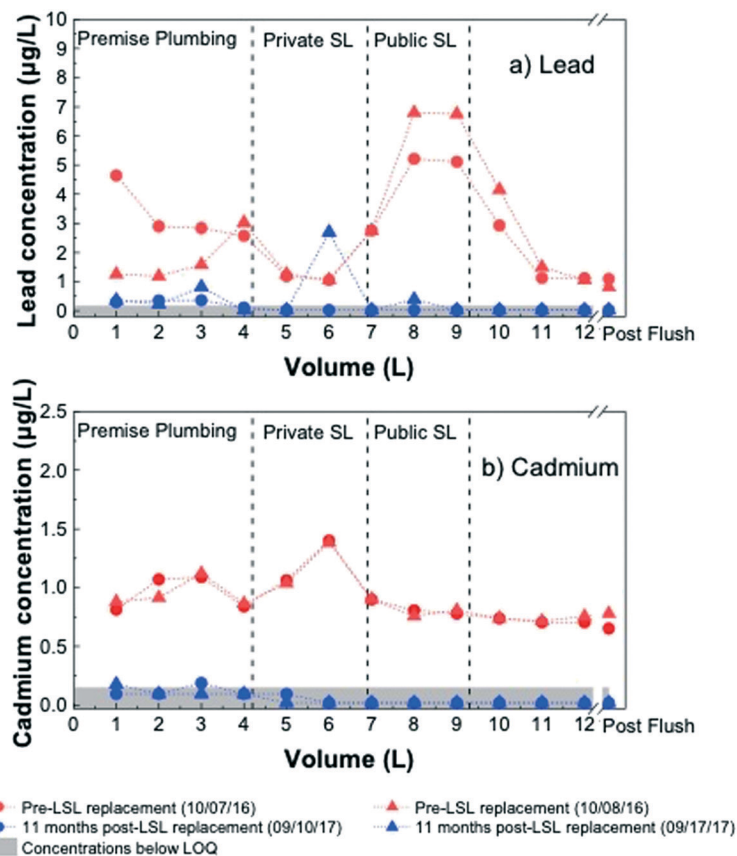 10
Premise Plumbing Private SL Public SL
9
a) Lead
8
7
6
5
4
3
2
1
0
Lead concentration (µg/L)
0 1 2 3 4 5 6 7 8 9 10 11 12 Post Flush
Volume (L)
2.5
Premise Plumbing Private SL Public SL
b) Cadmium
2.0
1.5
1.0
0.5
0.0
Cadmium concentration (µg/L)
0 1 2 3 4 5 6 7 8 9 10 11 12 Post Flush
Volume (L)
Pre-LSL replacement (10/07/16) Pre-LSL replacement (10/08/16)
11 months post-LSL replacement (09/10/17) 11 months post-LSL replacement (09/17/17)
Concentrations below LOQ